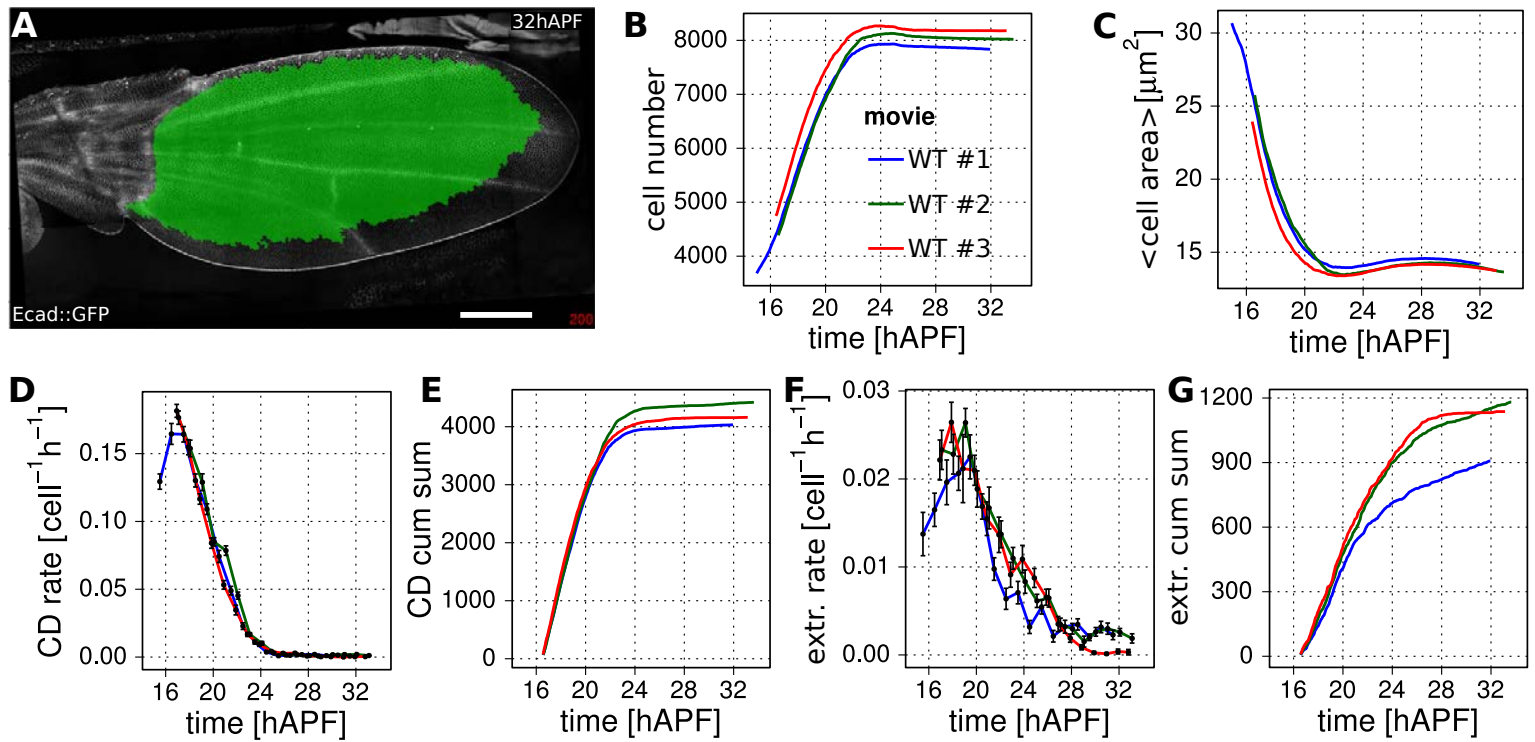 A
32hAPF
Ecad::GFP
200
B
cell number
8000
7000
6000
5000
4000
movie
WT #1
WT #2
WT #3
16 20 24 28 32
time [hAPF]
C
<cell area>[μm²]
30
25
20
15
16 20 24 28 32
time [hAPF]
D
CD rate [cell⁻¹h⁻¹]
0.15
0.10
0.05
0.00
16 20 24 28 32
time [hAPF]
E
CD cum sum
4000
3000
2000
1000
0
16 20 24 28 32
time [hAPF]
F
extr. rate [cell⁻¹h⁻¹]
0.03
0.02
0.01
0.00
16 20 24 28 32
time [hAPF]
G
extr. cum sum
1200
900
600
300
0
16 20 24 28 32
time [hAPF]